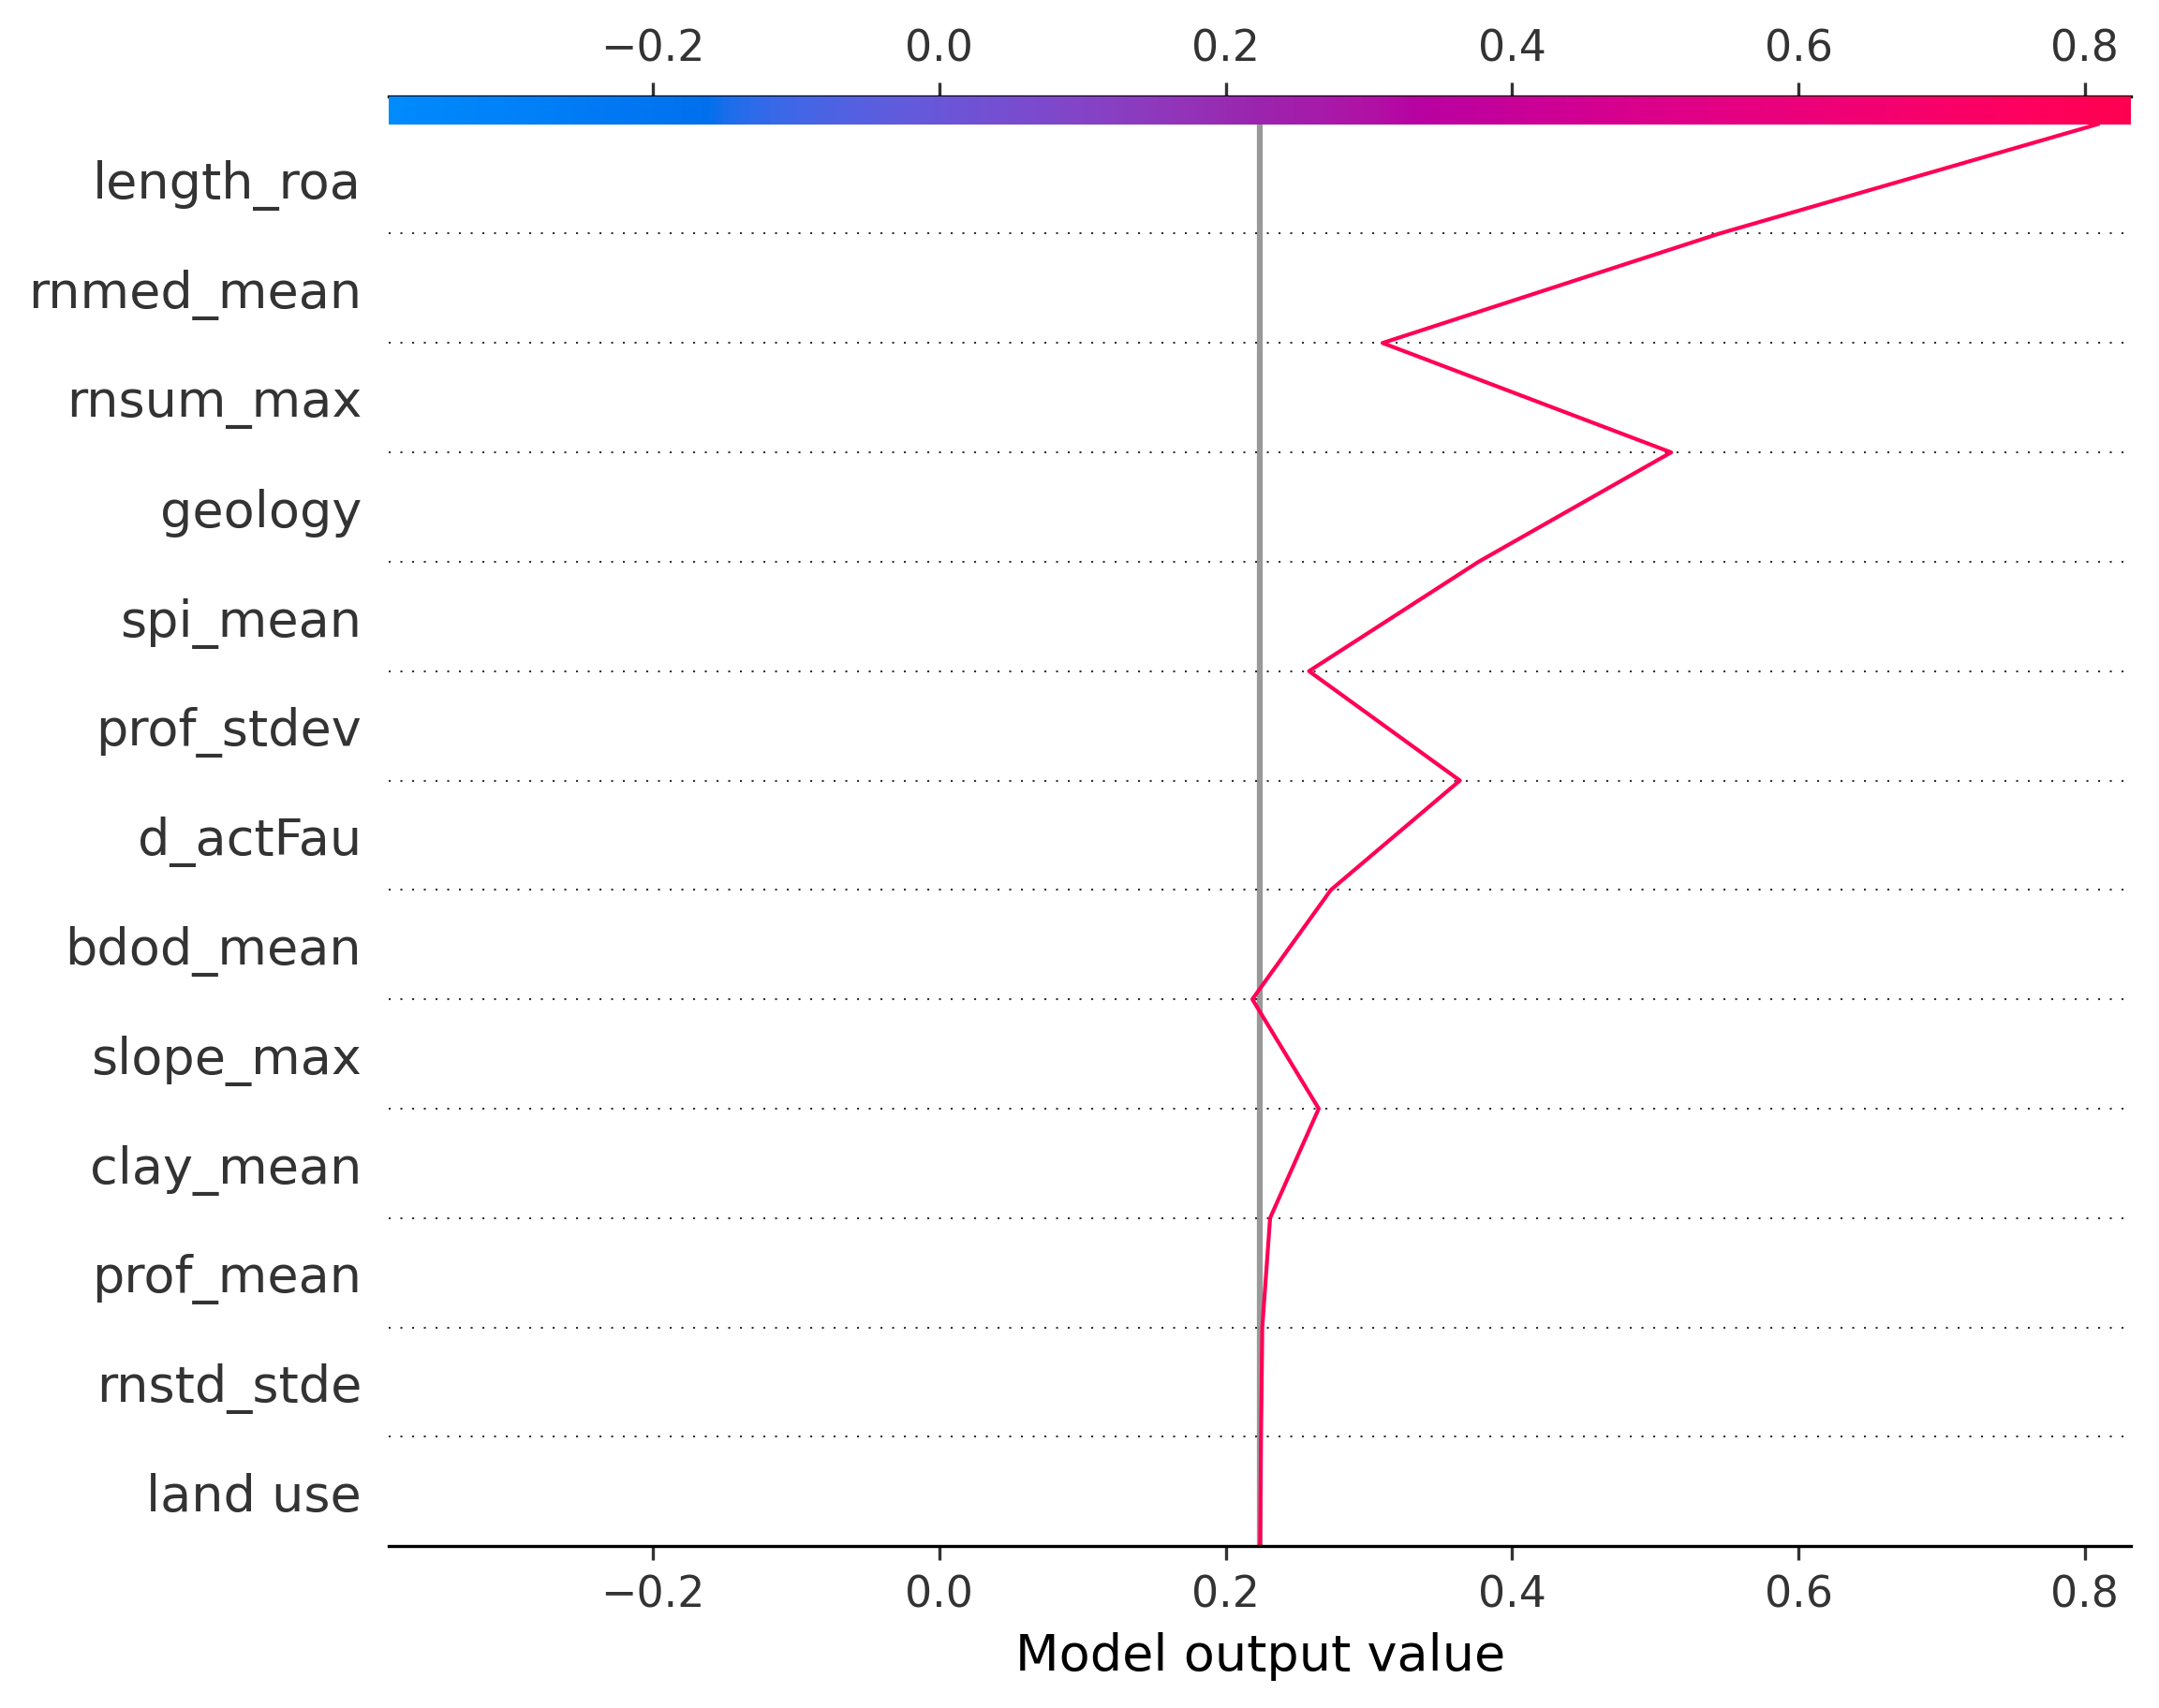 −0.2 0.0 0.2 0.4 0.6 0.8
length_roa
rnmed_mean
rnsum_max
geology
spi_mean
prof_stdev
d_actFau
bdod_mean
slope_max
clay_mean
prof_mean
rnstd_stde
land use
−0.2 0.0 0.2 0.4 0.6 0.8
Model output value